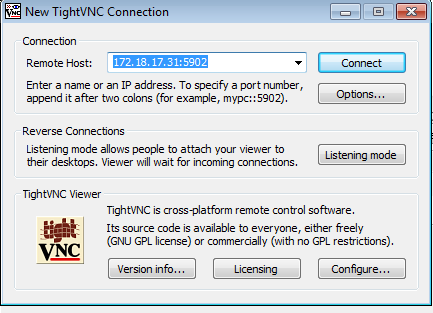 New TightVNC Connection
Connection
Remote Host: 172.18.17.31:5902 Connect
Enter a name or an IP address. To specify a port number,
append it after two colons (for example, mypc::5902). Options...
Reverse Connections
Listening mode allows people to attach your viewer to
their desktops. Viewer will wait for incoming connections. Listening mode
TightVNC Viewer
TightVNC is cross-platform remote control software.
Its source code is available to everyone, either freely
(GNU GPL license) or commercially (with no GPL restrictions).
tight
VNC
Version info... Licensing Configure...